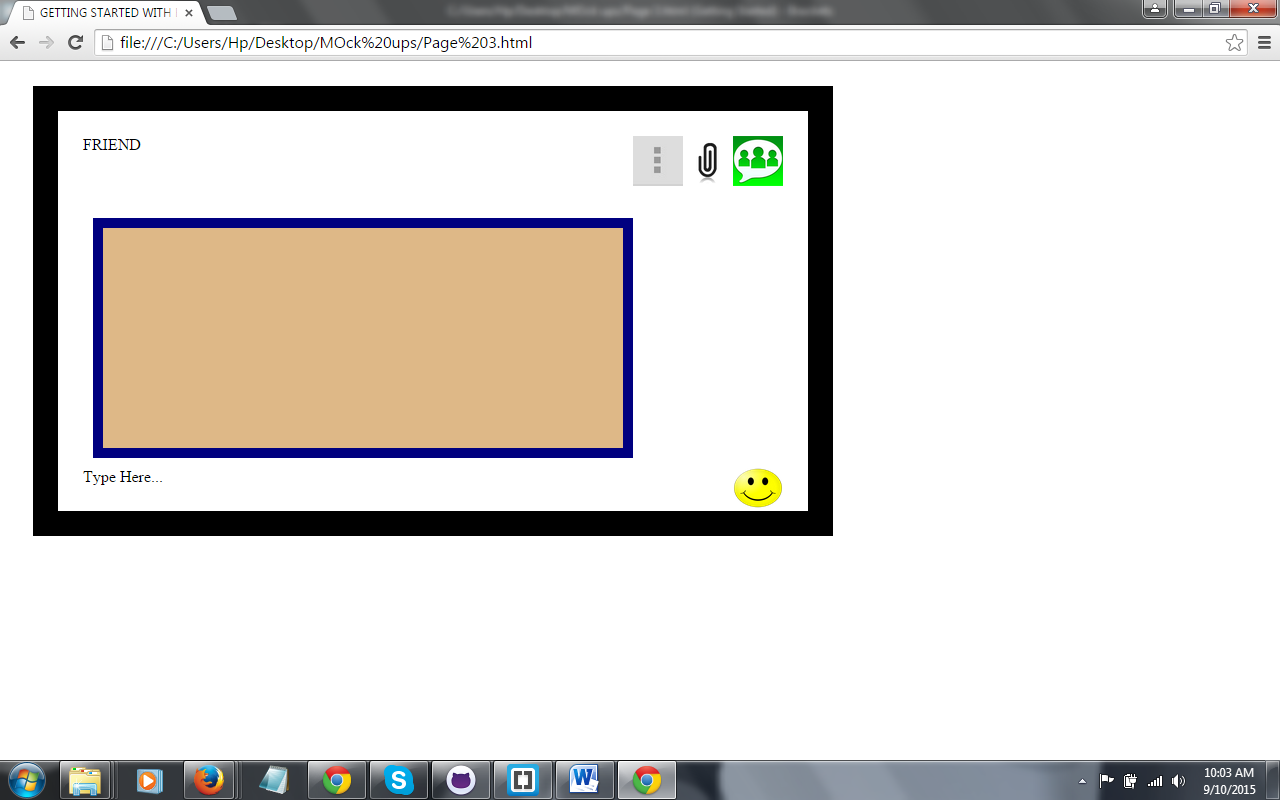 GETTING STARTED WITH
file:///C:/Users/Hp/Desktop/MOck%20ups/Page%203.html
FRIEND
Type Here...
10:03 AM
9/10/2015